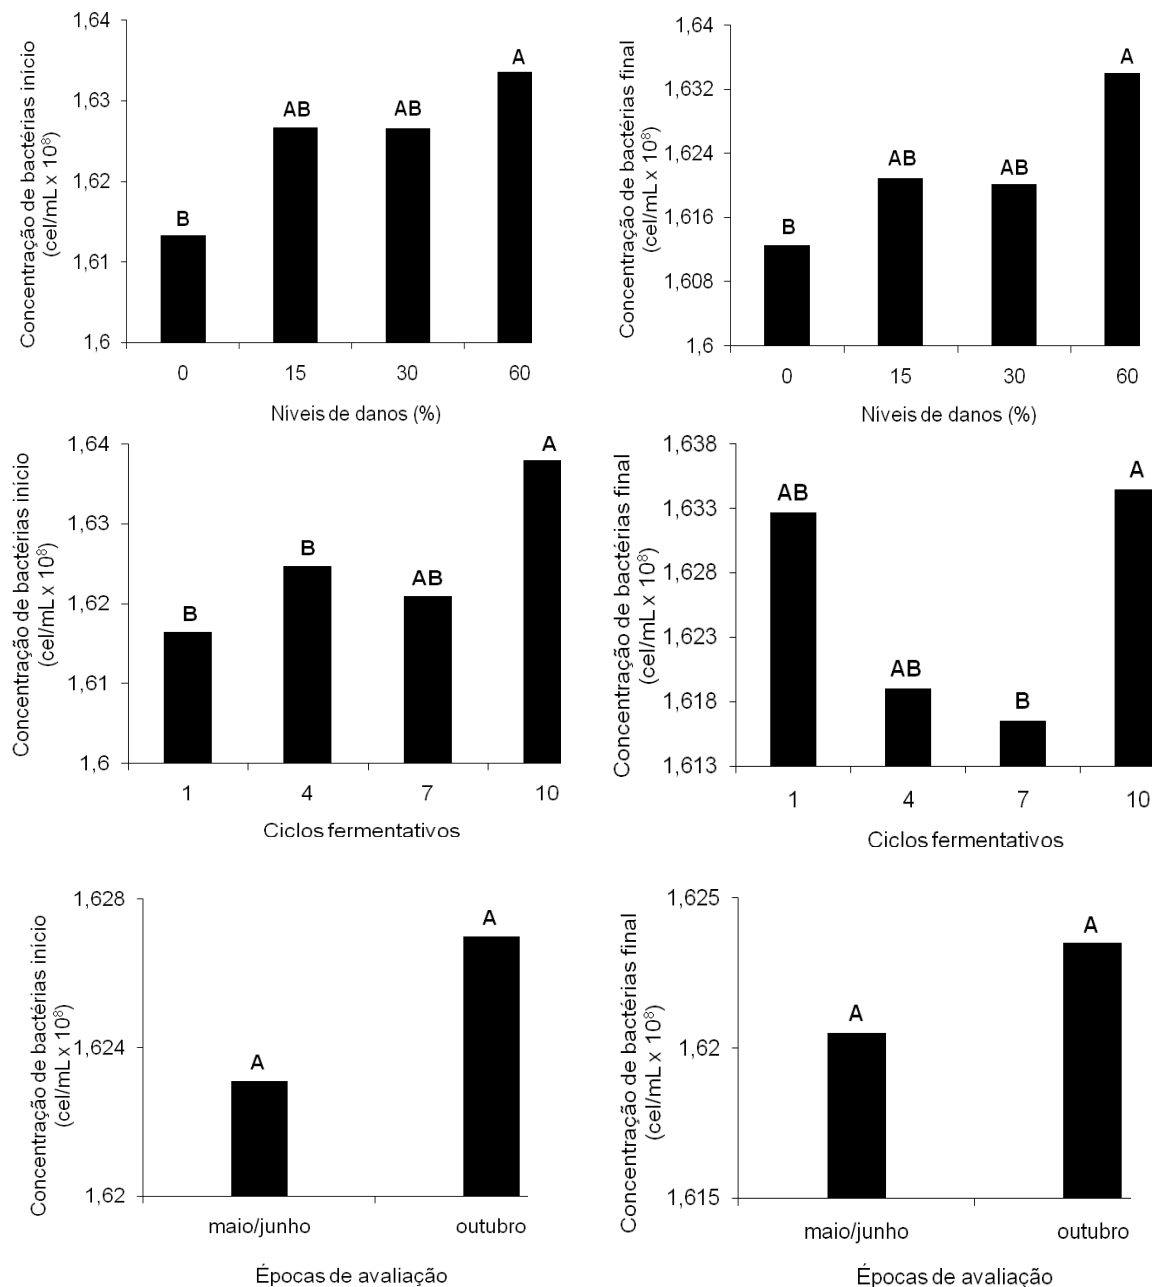 Concentração de bactérias início
(cel/mL x 10⁸)
1,64
1,63
1,62
1,61
1,6
B
AB
AB
A
0 15 30 60
Níveis de danos (%)
Concentração de bactérias final
(cel/mL x 10⁸)
1,64
1,632
1,624
1,616
1,608
1,6
B
AB
AB
A
0 15 30 60
Níveis de danos (%)
Concentração de bactérias início
(cel/mL x 10⁸)
1,64
1,63
1,62
1,61
1,6
B
B
AB
A
1 4 7 10
Ciclos fermentativos
Concentração de bactérias final
(cel/mL x 10⁸)
1,638
1,633
1,628
1,623
1,618
1,613
AB
AB
B
A
1 4 7 10
Ciclos fermentativos
Concentração de bactérias início
(cel/mL x 10⁸)
1,628
1,624
1,62
A
A
maio/junho outubro
Épocas de avaliação
Concentração de bactérias final
(cel/mL x 10⁸)
1,625
1,62
1,615
A
A
maio/junho outubro
Épocas de avaliação